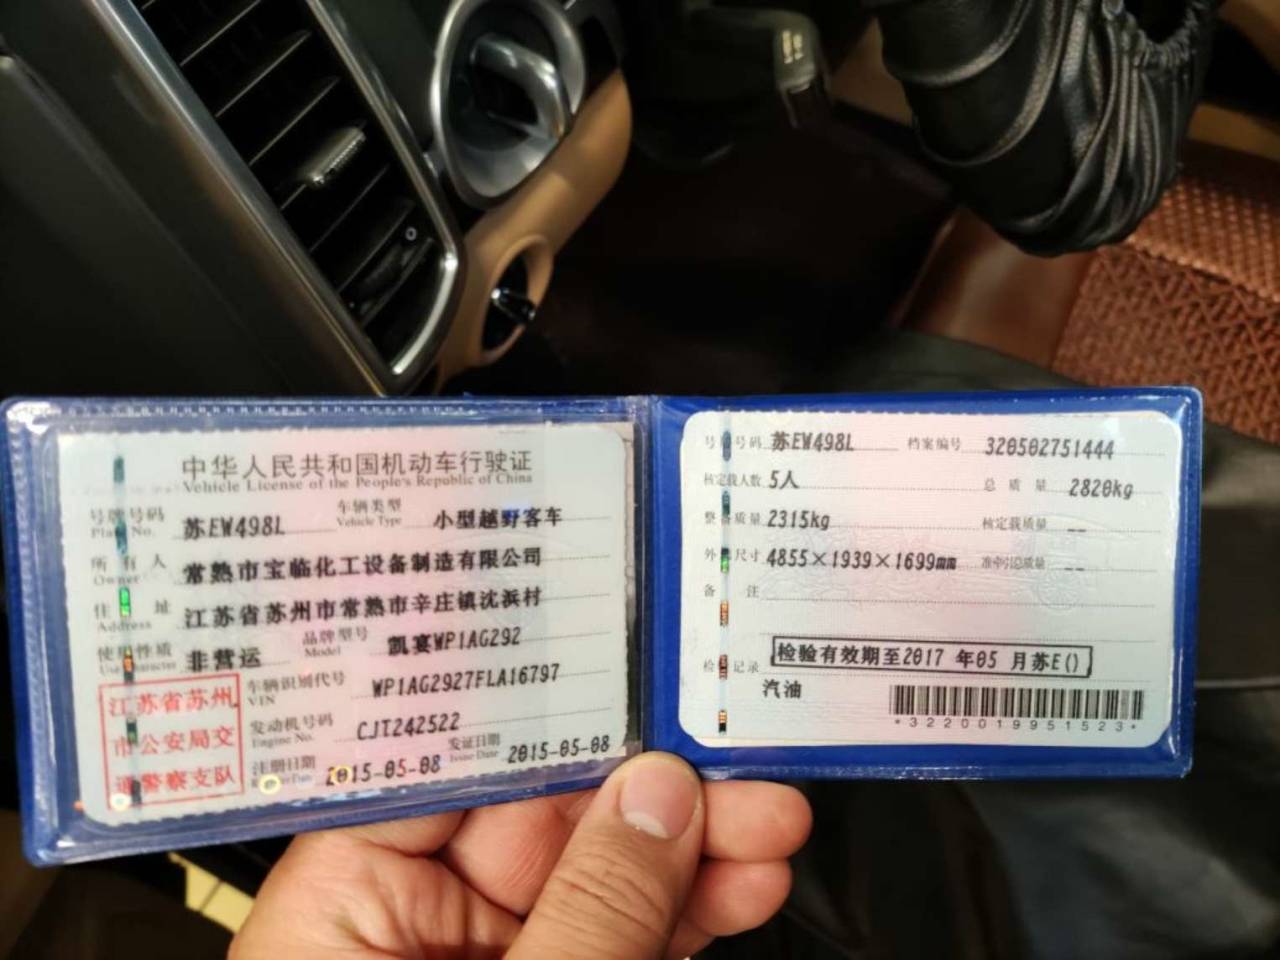 中华人民共和国机动车行驶证
Vehicle License of the People's Republic of China
号牌号码 苏EW498L 车辆类型 小型越野客车
Plate No. Vehicle Type
所有人 常熟市宝临化工设备制造有限公司
Owner
住址 江苏省苏州市常熟市辛庄镇沈浜村
Address
使用性质 非营运 品牌型号 凯宴WP1AG292
Use Character Model
江苏省苏州
市公安局交
通警察支队
车辆识别代号 WP1AG2927FLA16797
VIN
发动机号码 CJT242522
Engine No.
注册日期 2015-05-08 发证日期 2015-05-08
Issue Date
号牌号码 苏EW498L 档案编号 320502751444
核定载人数 5人 总质量 2820kg
整备质量 2315kg 核定载质量 --
外廓尺寸 4855×1939×1699mm 准牵引总质量 --
备注
检验记录 检验有效期至2017年05月苏E()
汽油
*3220019951523*